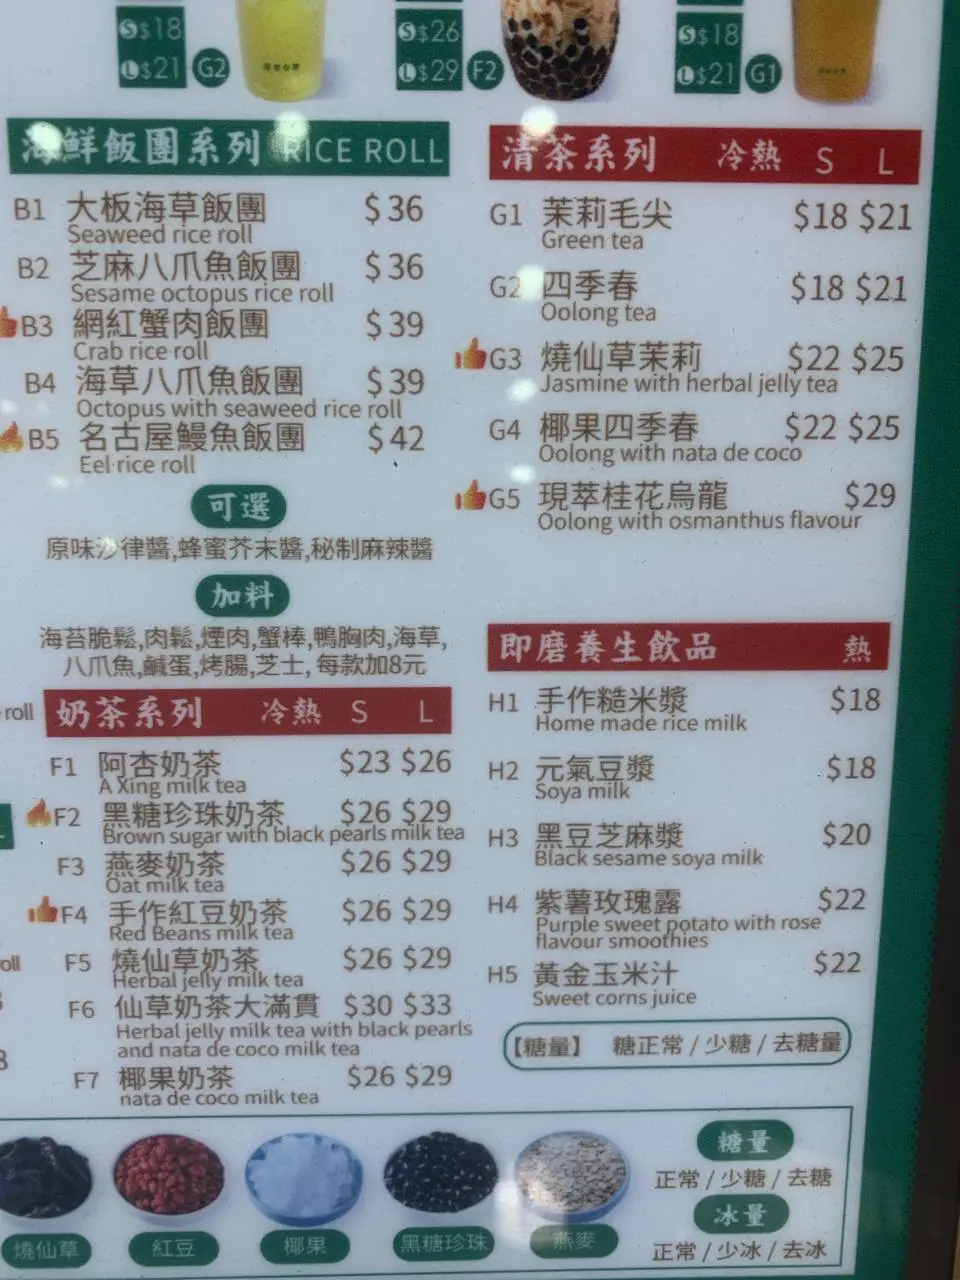 S $18
L $21 G2
S $26
L $29 F2
S $18
L $21 G1
海鮮飯團系列 RICE ROLL
B1 大板海草飯團 $36
Seaweed rice roll
B2 芝麻八爪魚飯團 $36
Sesame octopus rice roll
B3 網紅蟹肉飯團 $39
Crab rice roll
B4 海草八爪魚飯團 $39
Octopus with seaweed rice roll
B5 名古屋鰻魚飯團 $42
Eel rice roll
可選
原味沙律醬,蜂蜜芥末醬,秘制麻辣醬
加料
海苔脆鬆,肉鬆,煙肉,蟹棒,鴨胸肉,海草,
八爪魚,鹹蛋,烤腸,芝士, 每款加8元
roll
奶茶系列 冷熱 S L
F1 阿杏奶茶 $23 $26
A Xing milk tea
F2 黑糖珍珠奶茶 $26 $29
Brown sugar with black pearls milk tea
F3 燕麥奶茶 $26 $29
Oat milk tea
F4 手作紅豆奶茶 $26 $29
Red Beans milk tea
F5 燒仙草奶茶 $26 $29
Herbal jelly milk tea
F6 仙草奶茶大滿貫 $30 $33
Herbal jelly milk tea with black pearls
and nata de coco milk tea
F7 椰果奶茶 $26 $29
nata de coco milk tea
清茶系列 冷熱 S L
G1 茉莉毛尖 $18 $21
Green tea
G2 四季春 $18 $21
Oolong tea
G3 燒仙草茉莉 $22 $25
Jasmine with herbal jelly tea
G4 椰果四季春 $22 $25
Oolong with nata de coco
G5 現萃桂花烏龍 $29
Oolong with osmanthus flavour
即磨養生飲品 熱
H1 手作糙米漿 $18
Home made rice milk
H2 元氣豆漿 $18
Soya milk
H3 黑豆芝麻漿 $20
Black sesame soya milk
H4 紫薯玫瑰露 $22
Purple sweet potato with rose
flavour smoothies
H5 黃金玉米汁 $22
Sweet corns juice
【糖量】 糖正常 / 少糖 / 去糖量
燒仙草 紅豆 椰果 黑糖珍珠 燕麥
糖量
正常 / 少糖 / 去糖
冰量
正常 / 少冰 / 去冰